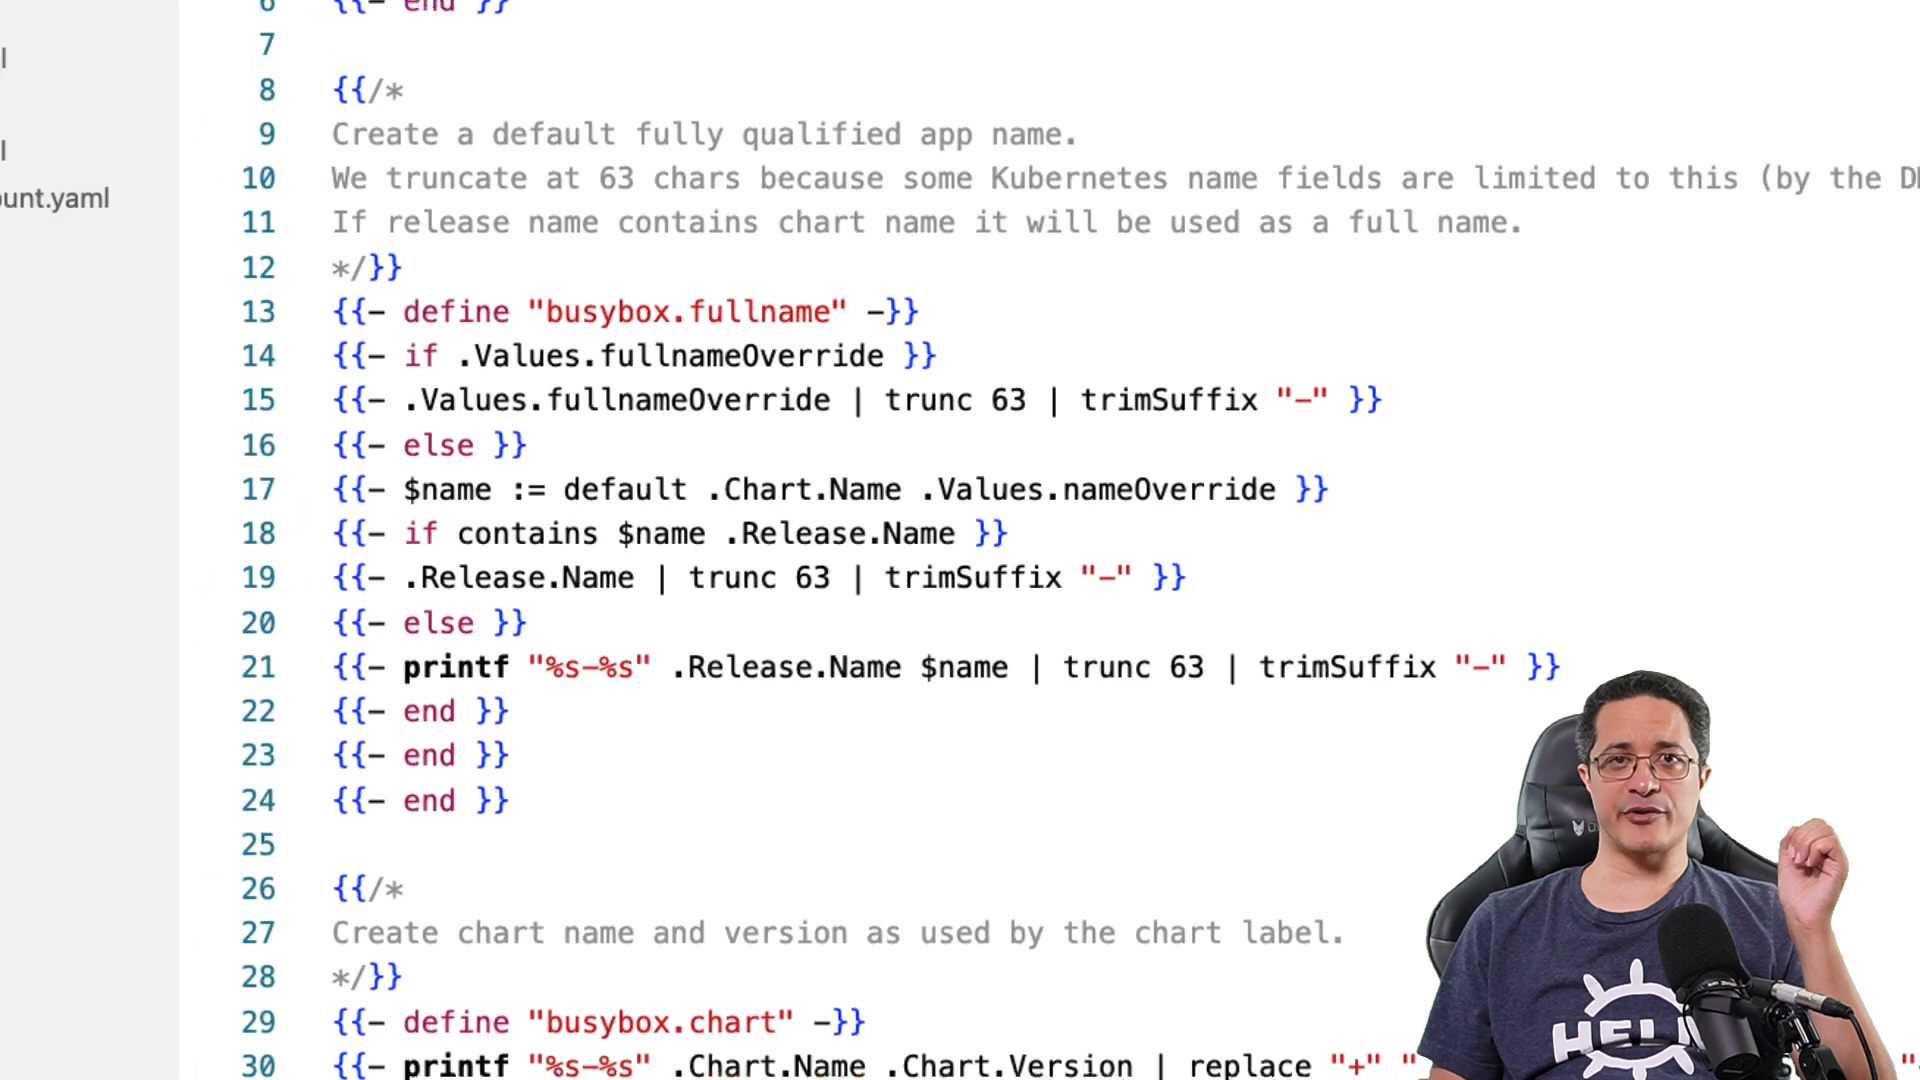 6 {{- end }}
l
7
8 {{/*
l
9 Create a default fully qualified app name.
10 We truncate at 63 chars because some Kubernetes name fields are limited to this (by the
ount.yaml
11 If release name contains chart name it will be used as a full name.
12 */}}
13 {{- define "busybox.fullname" -}}
14 {{- if .Values.fullnameOverride }}
15 {{- .Values.fullnameOverride | trunc 63 | trimSuffix "-" }}
16 {{- else }}
17 {{- $name := default .Chart.Name .Values.nameOverride }}
18 {{- if contains $name .Release.Name }}
19 {{- .Release.Name | trunc 63 | trimSuffix "-" }}
20 {{- else }}
21 {{- printf "%s-%s" .Release.Name $name | trunc 63 | trimSuffix "-" }}
22 {{- end }}
23 {{- end }}
24 {{- end }}
25
26 {{/*
27 Create chart name and version as used by the chart label.
28 */}}
29 {{- define "busybox.chart" -}}
30 {{- printf "%s-%s" .Chart.Name .Chart.Version | replace "+" "
HELM